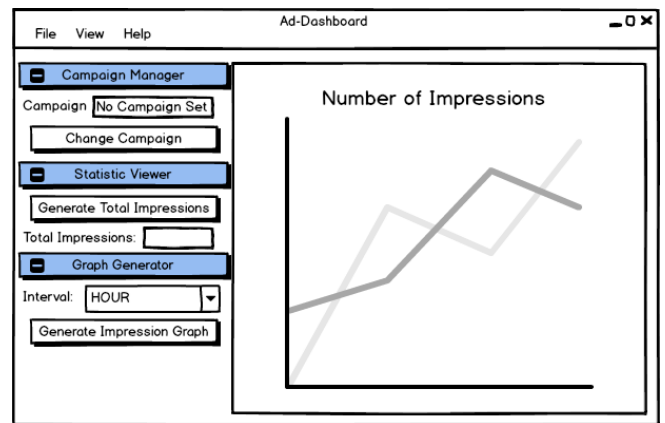 Ad-Dashboard
File View Help
Campaign Manager
Campaign No Campaign Set
Change Campaign
Statistic Viewer
Generate Total Impressions
Total Impressions:
Graph Generator
Interval: HOUR
Generate Impression Graph
Number of Impressions